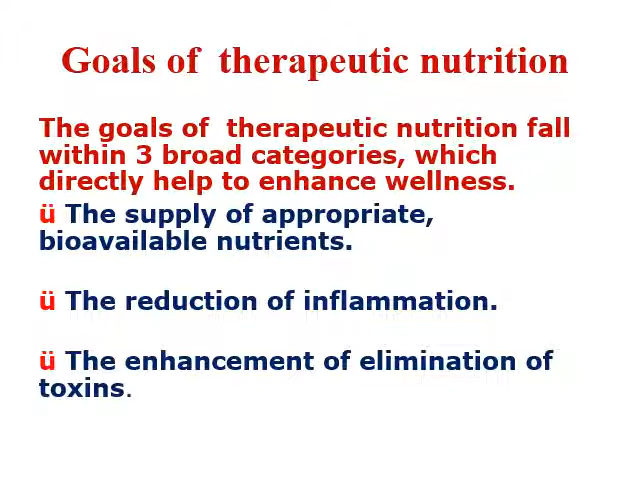 Goals of  therapeutic nutrition
The goals of  therapeutic nutrition fall
within 3 broad categories, which
directly help to enhance wellness.
ü The supply of appropriate,
bioavailable nutrients.
ü The reduction of inflammation.
ü The enhancement of elimination of
toxins.